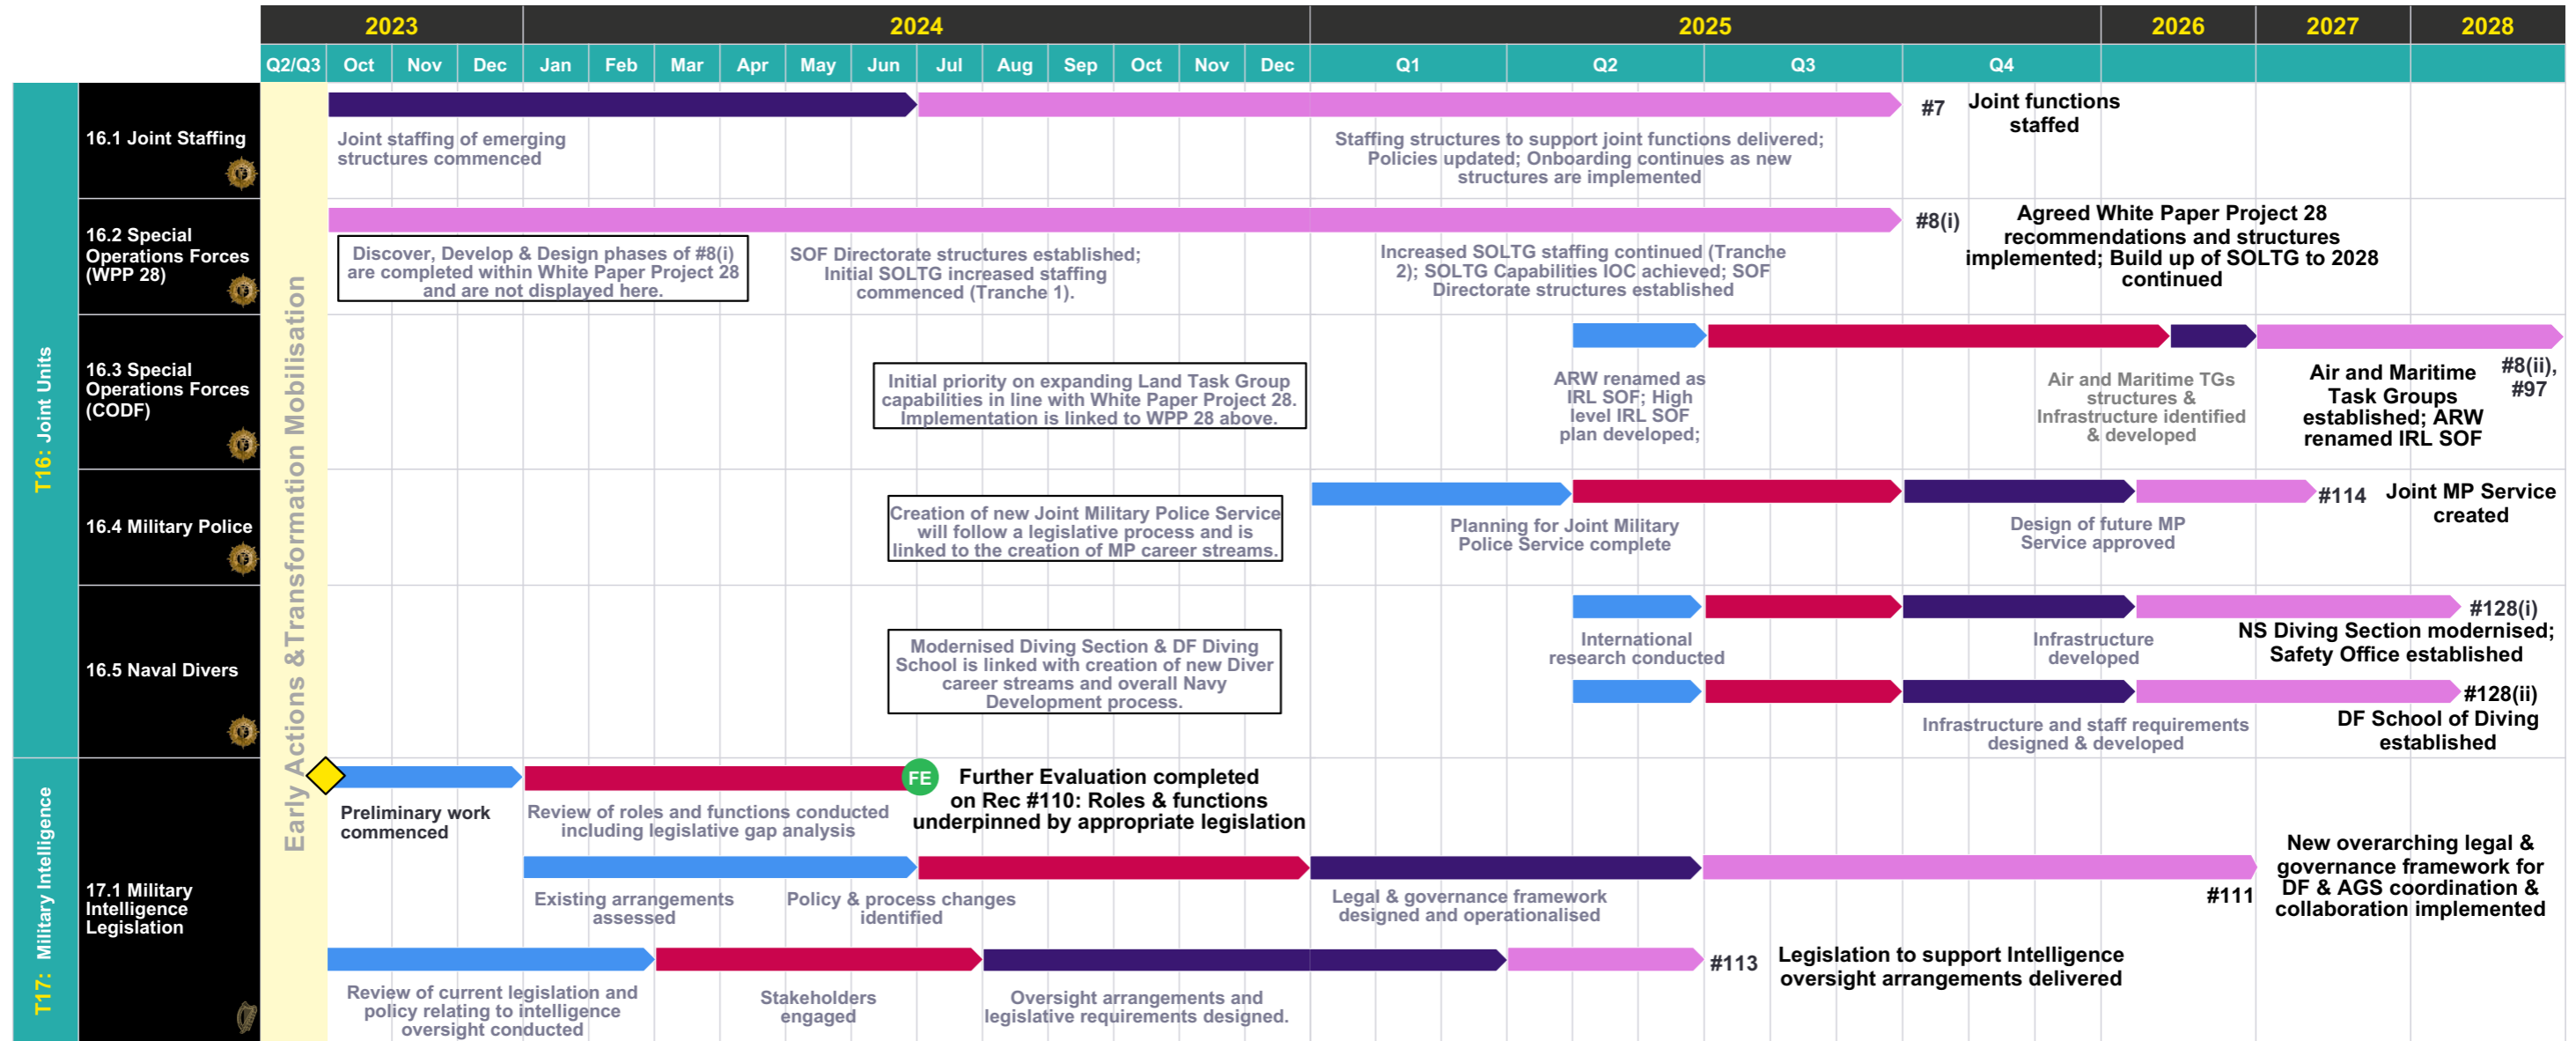 2023 2024 2025 2026 2027 2028
Q2/Q3 Oct Nov Dec Jan Feb Mar Apr May Jun Jul Aug Sep Oct Nov Dec Q1 Q2 Q3 Q4
Early Actions &Transformation Mobilisation
T16: Joint Units
16.1 Joint Staffing
Joint staffing of emerging
structures commenced
Staffing structures to support joint functions delivered;
Policies updated; Onboarding continues as new
structures are implemented
#7
Joint functions
staffed
16.2 Special
Operations Forces
(WPP 28)
Discover, Develop & Design phases of #8(i)
are completed within White Paper Project 28
and are not displayed here.
SOF Directorate structures established;
Initial SOLTG increased staffing
commenced (Tranche 1).
Increased SOLTG staffing continued (Tranche
2); SOLTG Capabilities IOC achieved; SOF
Directorate structures established
#8(i)
Agreed White Paper Project 28
recommendations and structures
implemented; Build up of SOLTG to 2028
continued
16.3 Special
Operations Forces
(CODF)
Initial priority on expanding Land Task Group
capabilities in line with White Paper Project 28.
Implementation is linked to WPP 28 above.
ARW renamed as
IRL SOF; High
level IRL SOF
plan developed;
Air and Maritime TGs
structures &
Infrastructure identified
& developed
Air and Maritime
Task Groups
established; ARW
renamed IRL SOF
#8(ii),
#97
16.4 Military Police
Creation of new Joint Military Police Service
will follow a legislative process and is
linked to the creation of MP career streams.
Planning for Joint Military
Police Service complete
Design of future MP
Service approved
#114
Joint MP Service
created
16.5 Naval Divers
Modernised Diving Section & DF Diving
School is linked with creation of new Diver
career streams and overall Navy
Development process.
International
research conducted
Infrastructure
developed
#128(i)
NS Diving Section modernised;
Safety Office established
Infrastructure and staff requirements
designed & developed
#128(ii)
DF School of Diving
established
T17: Military Intelligence
17.1 Military
Intelligence
Legislation
Preliminary work
commenced
Review of roles and functions conducted
including legislative gap analysis
FE
Further Evaluation completed
on Rec #110: Roles & functions
underpinned by appropriate legislation
Existing arrangements
assessed
Policy & process changes
identified
Legal & governance framework
designed and operationalised
#111
New overarching legal &
governance framework for
DF & AGS coordination &
collaboration implemented
Review of current legislation and
policy relating to intelligence
oversight conducted
Stakeholders
engaged
Oversight arrangements and
legislative requirements designed.
#113
Legislation to support Intelligence
oversight arrangements delivered